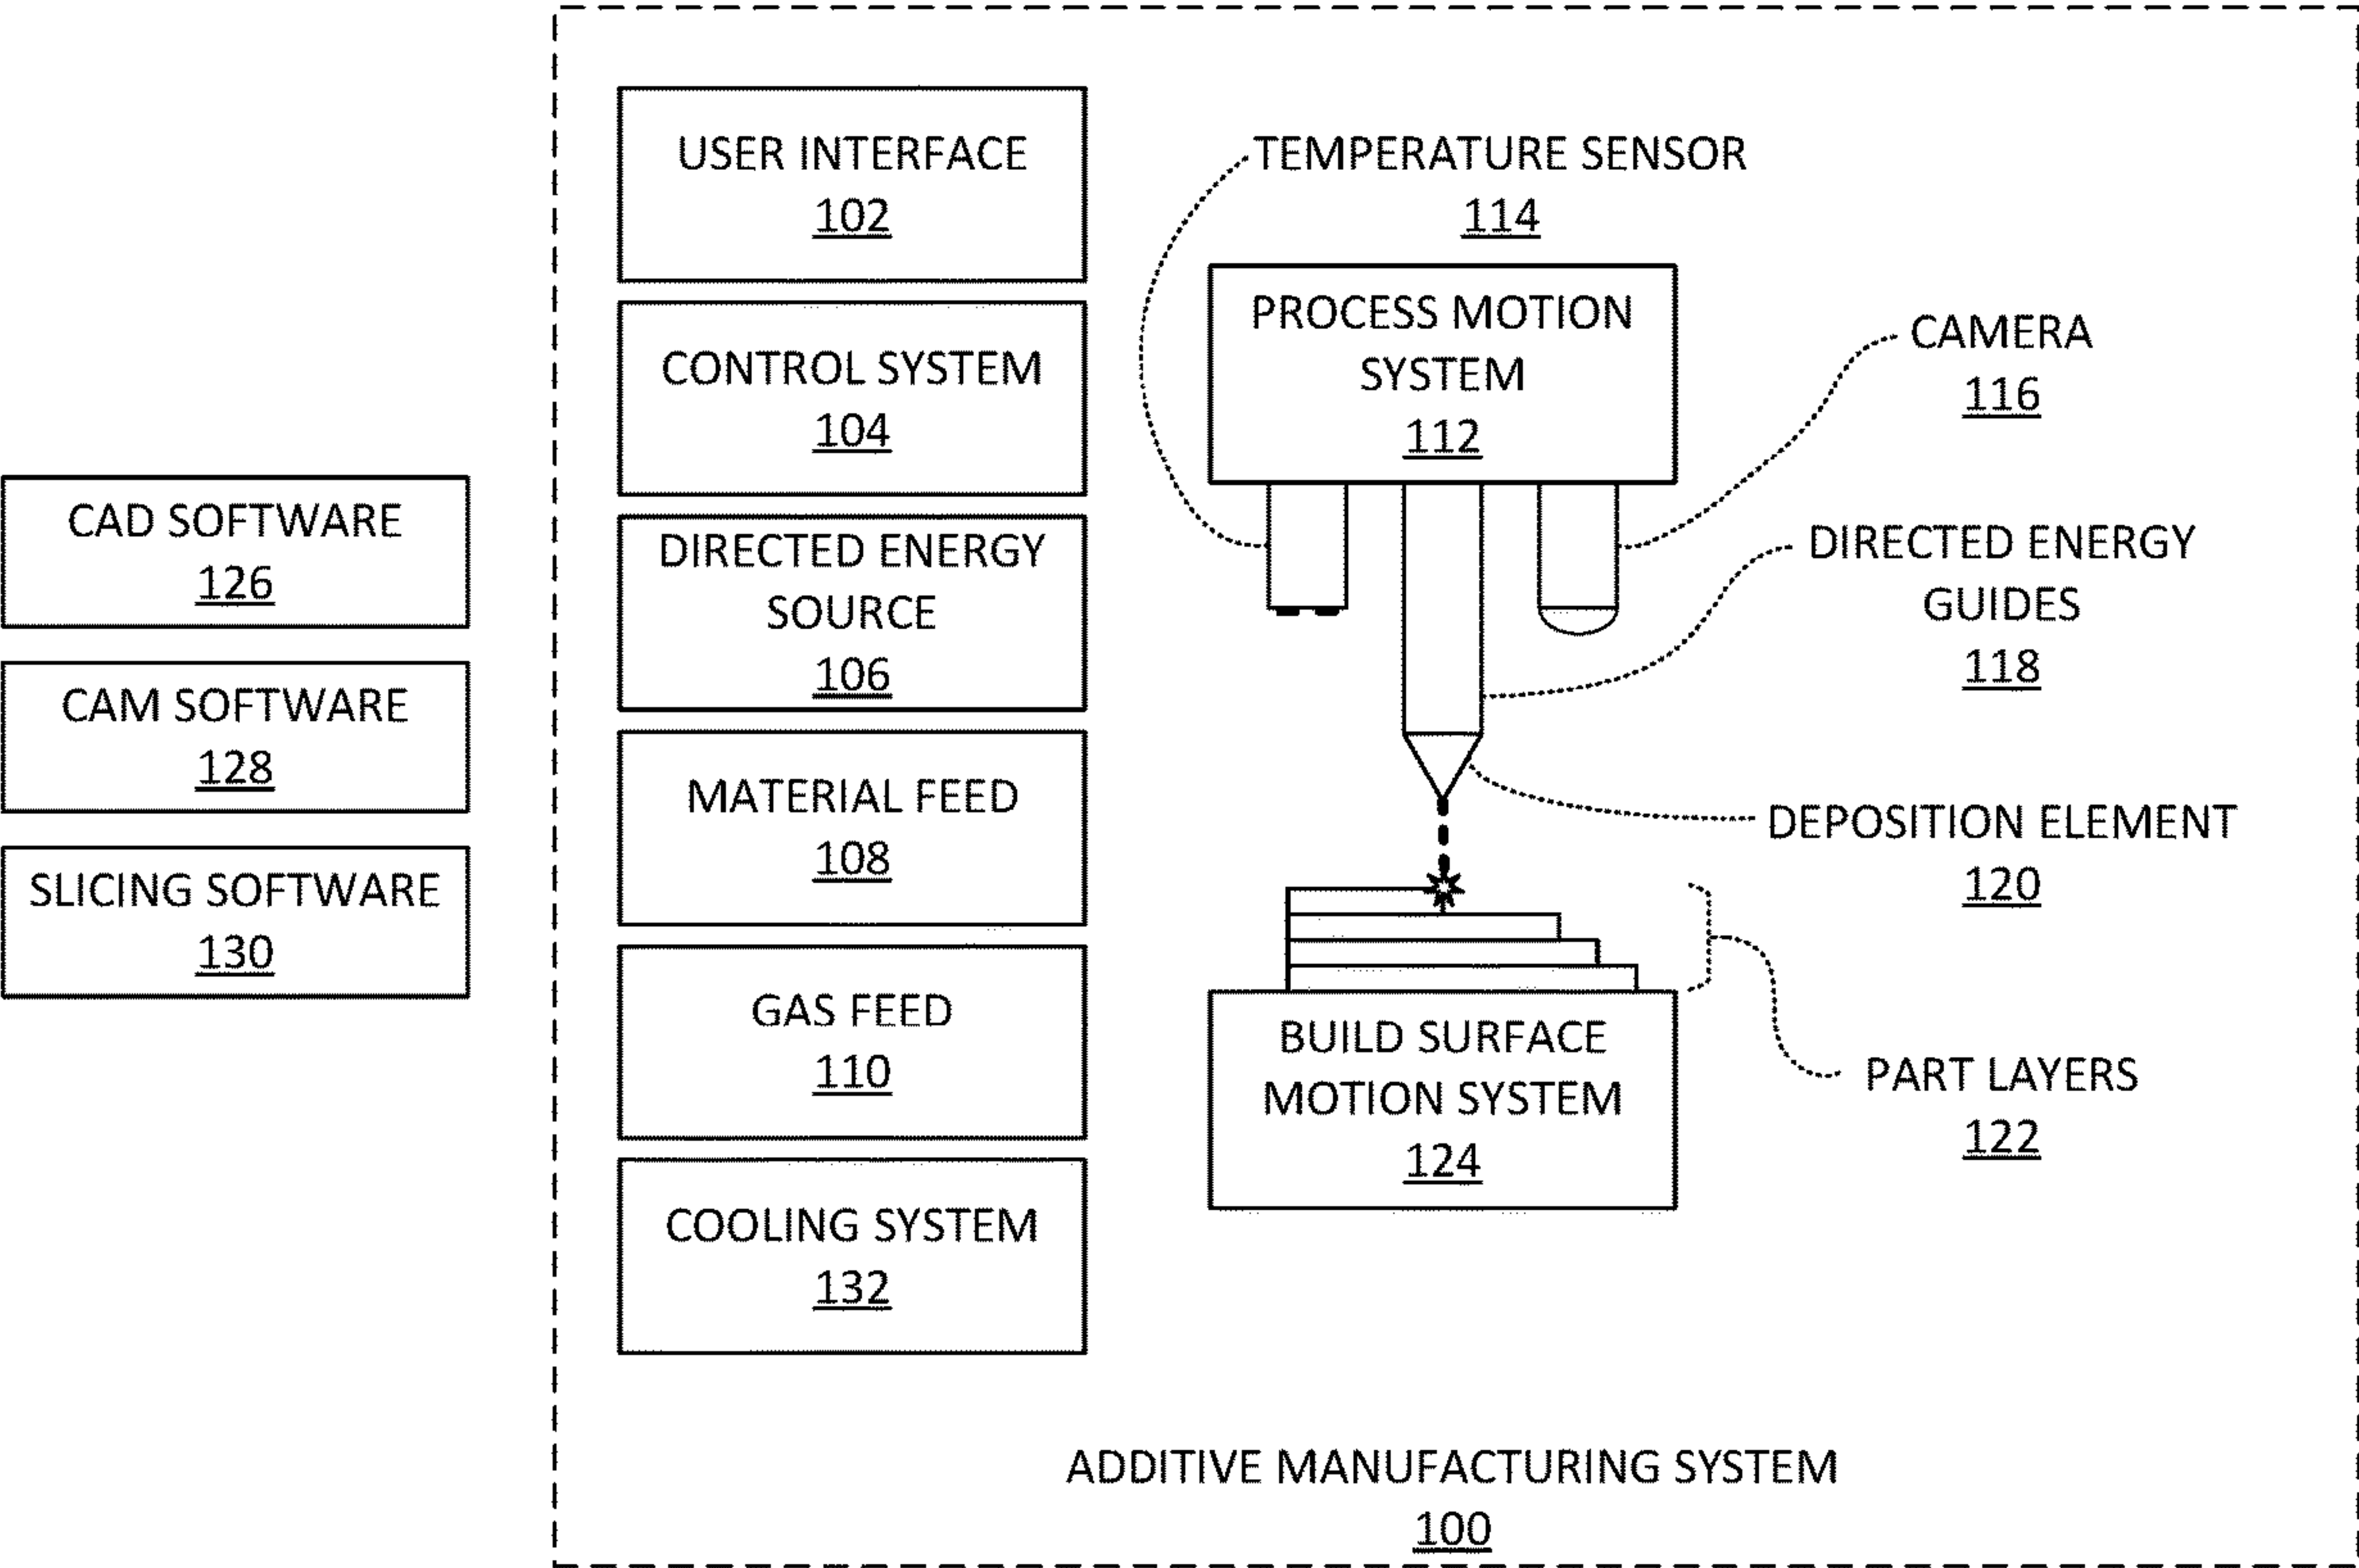 CAD SOFTWARE
126
CAM SOFTWARE
128
SLICING SOFTWARE
130
USER INTERFACE
102
CONTROL SYSTEM
104
DIRECTED ENERGY
SOURCE
106
MATERIAL FEED
108
GAS FEED
110
COOLING SYSTEM
132
TEMPERATURE SENSOR
114
PROCESS MOTION
SYSTEM
112
CAMERA
116
DIRECTED ENERGY
GUIDES
118
DEPOSITION ELEMENT
120
PART LAYERS
122
BUILD SURFACE
MOTION SYSTEM
124
ADDITIVE MANUFACTURING SYSTEM
100